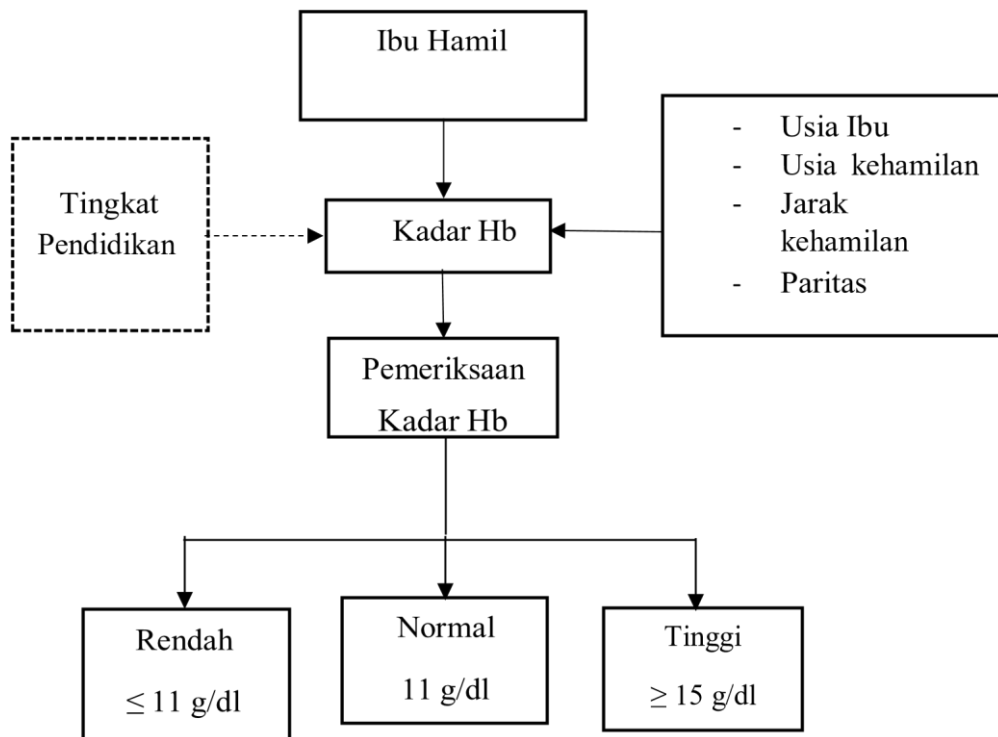 Ibu Hamil
- Usia Ibu
- Usia kehamilan
- Jarak
kehamilan
- Paritas
Tingkat
Pendidikan
Kadar Hb
Pemeriksaan
Kadar Hb
Rendah
≤ 11 g/dl
Normal
11 g/dl
Tinggi
≥ 15 g/dl